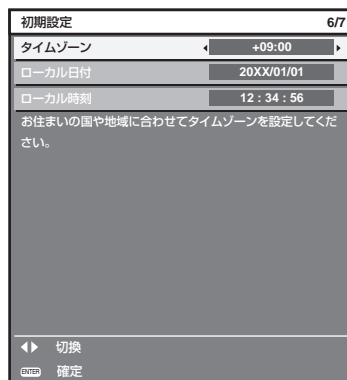 初期設定 6/7
タイムゾーン +09:00
ローカル日付 20XX/01/01
ローカル時刻 12 : 34 : 56
お住まいの国や地域に合わせてタイムゾーンを設定してくだ
さい。
切換
ENTER 確定